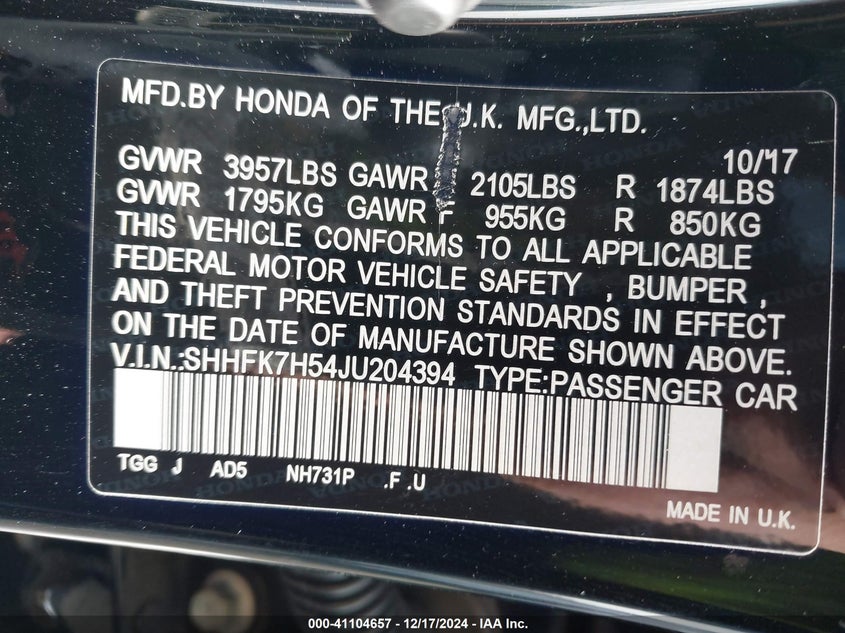 MFD.BY HONDA OF THE U.K. MFG.,LTD.
10/'17
GVWR 3957LBS GAWR 2105LBS R 1874LBS
GVWR 1795KG GAWR F 955KG R 850KG
THIS VEHICLE CONFORMS TO ALL APPLICABLE
FEDERAL MOTOR VEHICLE SAFETY , BUMPER ,
AND THEFT PREVENTION STANDARDS IN EFFECT
ON THE DATE OF MANUFACTURE SHOWN ABOVE.
V.I.N.:SHHFK7H54JU204394 TYPE:PASSENGER CAR
TGG J AD5 NH731P .F .U
MADE IN U.K.
000-41104657 - 12/17/2024 - IAA Inc.